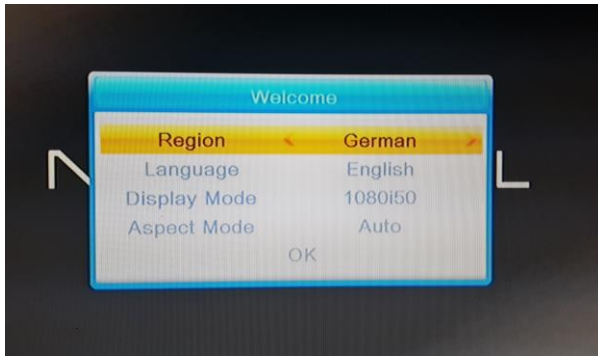 Welcome
Region German
Language English
Display Mode 1080i50
Aspect Mode Auto
OK
N L